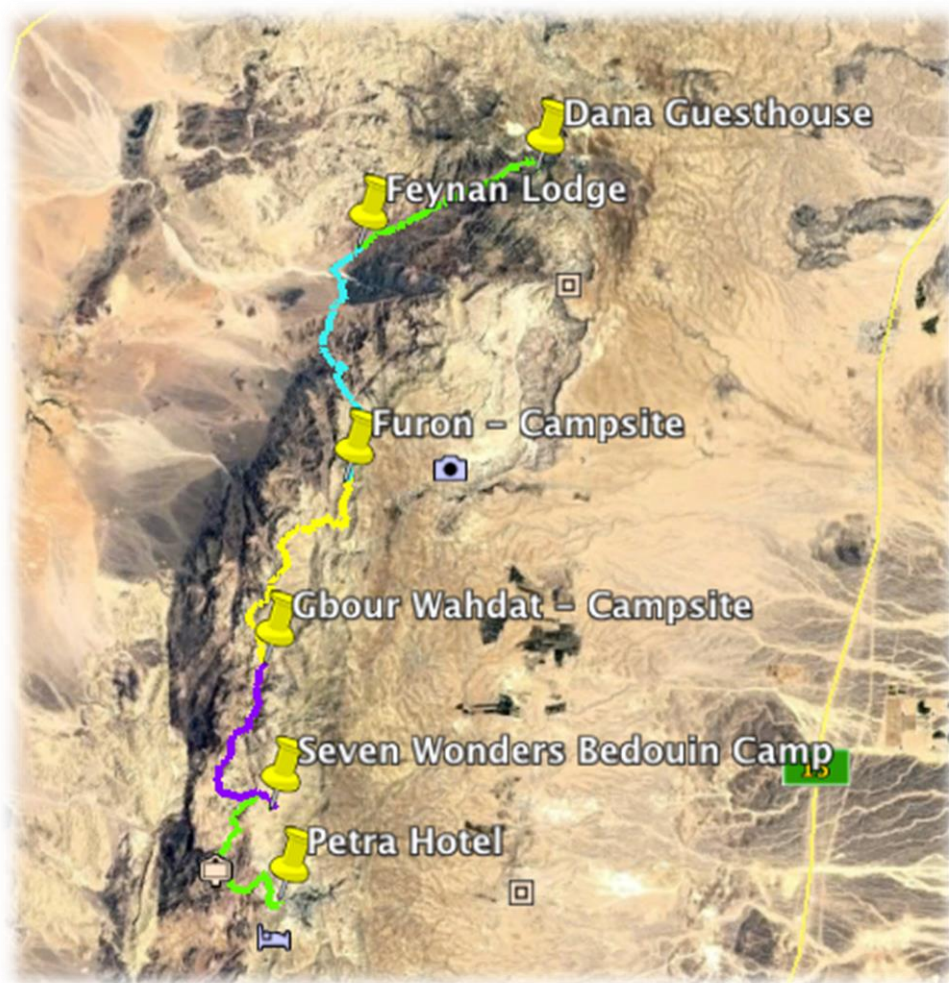 Dana Guesthouse
Feynan Lodge
Furon - Campsite
Gbour Wahdat - Campsite
Seven Wonders Bedouin Camp
15
Petra Hotel